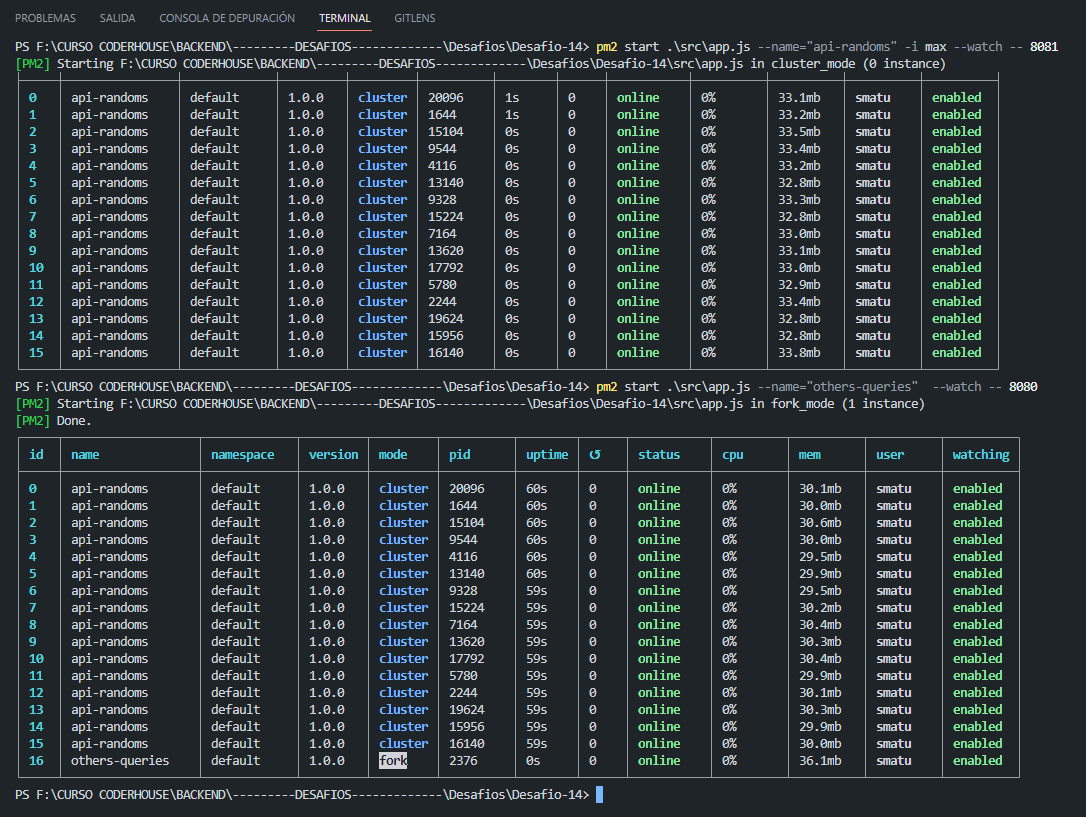 PROBLEMAS SALIDA CONSOLA DE DEPURACIÓN TERMINAL GITLENS
PS F:\CURSO CODERHOUSE\BACKEND\---------DESAFIOS-------------\Desafios\Desafio-14> pm2 start .\src\app.js --name="api-randoms" -i max --watch -- 8081
[PM2] Starting F:\CURSO CODERHOUSE\BACKEND\---------DESAFIOS-------------\Desafios\Desafio-14\src\app.js in cluster_mode (0 instance)
0 api-randoms default 1.0.0 cluster 20096 1s 0 online 0% 33.1mb smatu enabled
1 api-randoms default 1.0.0 cluster 1644 1s 0 online 0% 33.2mb smatu enabled
2 api-randoms default 1.0.0 cluster 15104 0s 0 online 0% 33.5mb smatu enabled
3 api-randoms default 1.0.0 cluster 9544 0s 0 online 0% 33.4mb smatu enabled
4 api-randoms default 1.0.0 cluster 4116 0s 0 online 0% 33.2mb smatu enabled
5 api-randoms default 1.0.0 cluster 13140 0s 0 online 0% 32.8mb smatu enabled
6 api-randoms default 1.0.0 cluster 9328 0s 0 online 0% 33.3mb smatu enabled
7 api-randoms default 1.0.0 cluster 15224 0s 0 online 0% 32.8mb smatu enabled
8 api-randoms default 1.0.0 cluster 7164 0s 0 online 0% 33.0mb smatu enabled
9 api-randoms default 1.0.0 cluster 13620 0s 0 online 0% 33.1mb smatu enabled
10 api-randoms default 1.0.0 cluster 17792 0s 0 online 0% 33.0mb smatu enabled
11 api-randoms default 1.0.0 cluster 5780 0s 0 online 0% 32.9mb smatu enabled
12 api-randoms default 1.0.0 cluster 2244 0s 0 online 0% 33.4mb smatu enabled
13 api-randoms default 1.0.0 cluster 19624 0s 0 online 0% 32.8mb smatu enabled
14 api-randoms default 1.0.0 cluster 15956 0s 0 online 0% 32.8mb smatu enabled
15 api-randoms default 1.0.0 cluster 16140 0s 0 online 0% 33.8mb smatu enabled
PS F:\CURSO CODERHOUSE\BACKEND\---------DESAFIOS-------------\Desafios\Desafio-14> pm2 start .\src\app.js --name="others-queries"  --watch -- 8080
[PM2] Starting F:\CURSO CODERHOUSE\BACKEND\---------DESAFIOS-------------\Desafios\Desafio-14\src\app.js in fork_mode (1 instance)
[PM2] Done.
id name namespace version mode pid uptime ↺ status cpu mem user watching
0 api-randoms default 1.0.0 cluster 20096 60s 0 online 0% 30.1mb smatu enabled
1 api-randoms default 1.0.0 cluster 1644 60s 0 online 0% 30.0mb smatu enabled
2 api-randoms default 1.0.0 cluster 15104 60s 0 online 0% 30.6mb smatu enabled
3 api-randoms default 1.0.0 cluster 9544 60s 0 online 0% 30.0mb smatu enabled
4 api-randoms default 1.0.0 cluster 4116 60s 0 online 0% 29.5mb smatu enabled
5 api-randoms default 1.0.0 cluster 13140 60s 0 online 0% 29.9mb smatu enabled
6 api-randoms default 1.0.0 cluster 9328 59s 0 online 0% 29.5mb smatu enabled
7 api-randoms default 1.0.0 cluster 15224 59s 0 online 0% 30.2mb smatu enabled
8 api-randoms default 1.0.0 cluster 7164 59s 0 online 0% 30.4mb smatu enabled
9 api-randoms default 1.0.0 cluster 13620 59s 0 online 0% 30.3mb smatu enabled
10 api-randoms default 1.0.0 cluster 17792 59s 0 online 0% 30.4mb smatu enabled
11 api-randoms default 1.0.0 cluster 5780 59s 0 online 0% 29.9mb smatu enabled
12 api-randoms default 1.0.0 cluster 2244 59s 0 online 0% 30.1mb smatu enabled
13 api-randoms default 1.0.0 cluster 19624 59s 0 online 0% 30.3mb smatu enabled
14 api-randoms default 1.0.0 cluster 15956 59s 0 online 0% 29.9mb smatu enabled
15 api-randoms default 1.0.0 cluster 16140 59s 0 online 0% 30.0mb smatu enabled
16 others-queries default 1.0.0 fork 2376 0s 0 online 0% 36.1mb smatu enabled
PS F:\CURSO CODERHOUSE\BACKEND\---------DESAFIOS-------------\Desafios\Desafio-14>